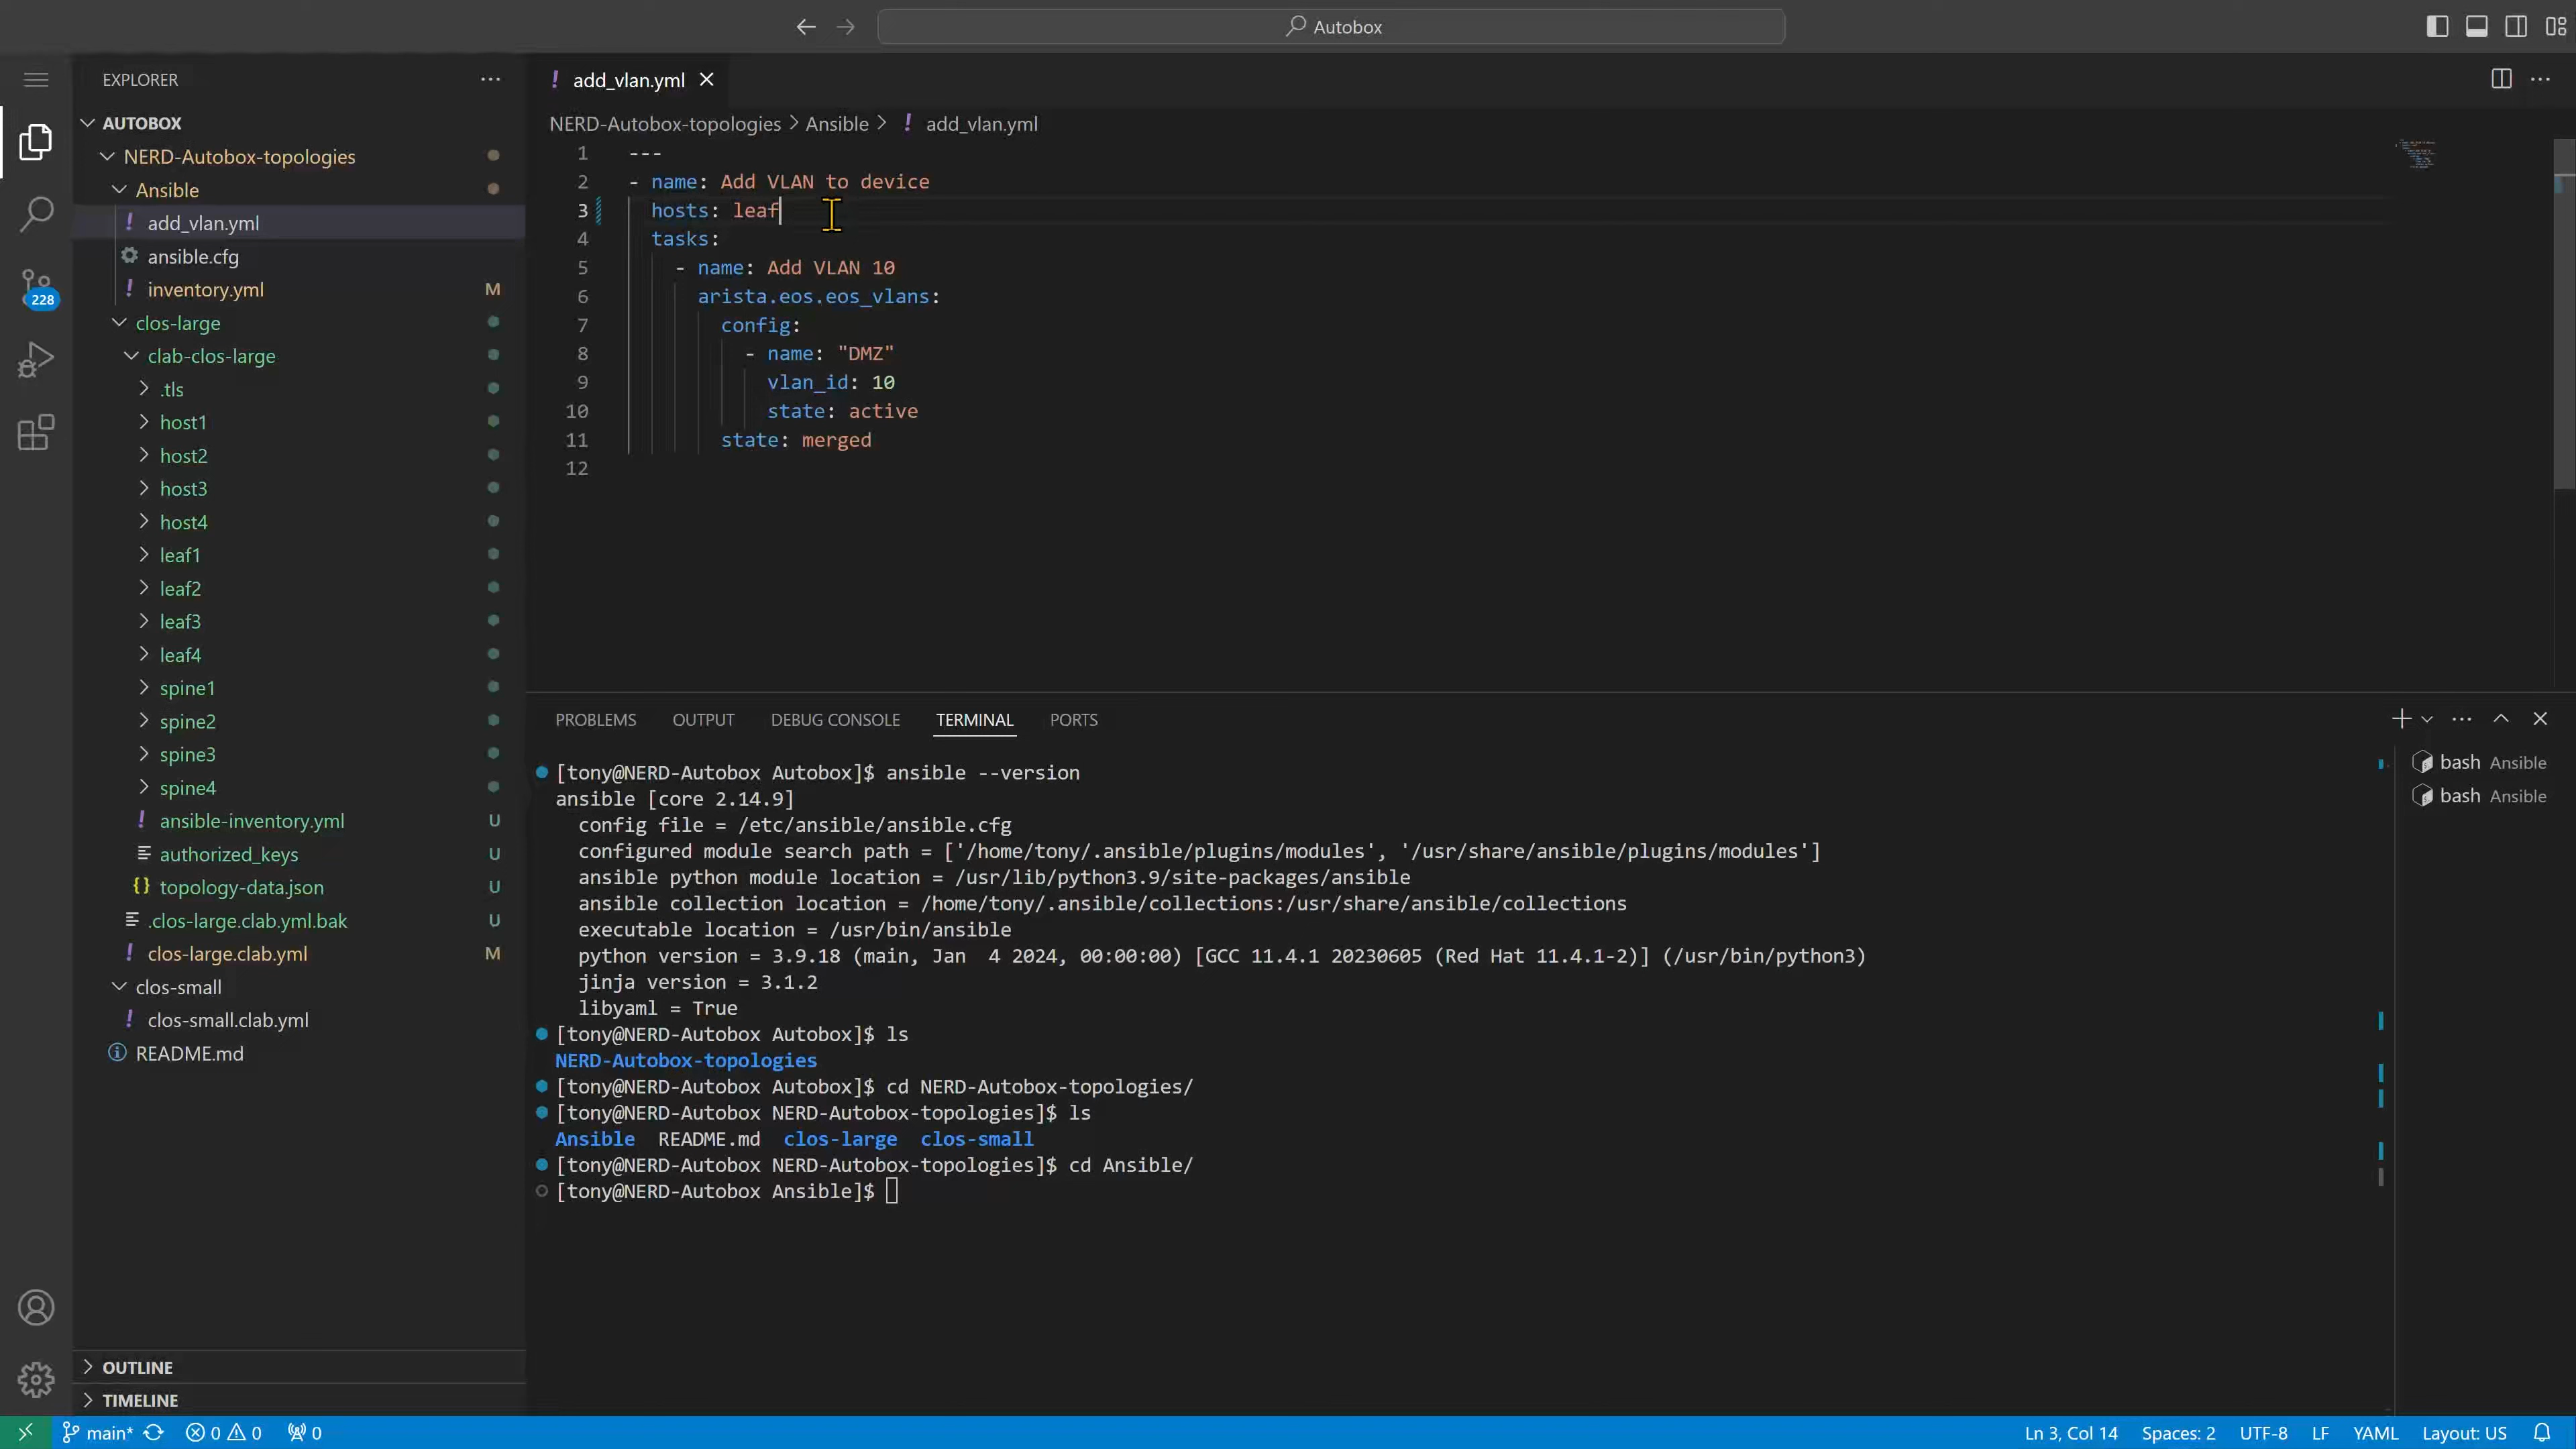 Autobox
EXPLORER
AUTOBOX
NERD-Autobox-topologies
Ansible
add_vlan.yml
ansible.cfg
inventory.yml M
clos-large
clab-clos-large
.tls
host1
host2
host3
host4
leaf1
leaf2
leaf3
leaf4
spine1
spine2
spine3
spine4
ansible-inventory.yml U
authorized_keys U
topology-data.json U
.clos-large.clab.yml.bak U
clos-large.clab.yml M
clos-small
clos-small.clab.yml
README.md
OUTLINE
TIMELINE
228
add_vlan.yml
NERD-Autobox-topologies > Ansible > ! add_vlan.yml
1 ---
2 - name: Add VLAN to device
3 hosts: leaf
4 tasks:
5 - name: Add VLAN 10
6 arista.eos.eos_vlans:
7 config:
8 - name: "DMZ"
9 vlan_id: 10
10 state: active
11 state: merged
12
PROBLEMS OUTPUT DEBUG CONSOLE TERMINAL PORTS
[tony@NERD-Autobox Autobox]$ ansible --version
ansible [core 2.14.9]
config file = /etc/ansible/ansible.cfg
configured module search path = ['/home/tony/.ansible/plugins/modules', '/usr/share/ansible/plugins/modules']
ansible python module location = /usr/lib/python3.9/site-packages/ansible
ansible collection location = /home/tony/.ansible/collections:/usr/share/ansible/collections
executable location = /usr/bin/ansible
python version = 3.9.18 (main, Jan  4 2024, 00:00:00) [GCC 11.4.1 20230605 (Red Hat 11.4.1-2)] (/usr/bin/python3)
jinja version = 3.1.2
libyaml = True
[tony@NERD-Autobox Autobox]$ ls
NERD-Autobox-topologies
[tony@NERD-Autobox Autobox]$ cd NERD-Autobox-topologies/
[tony@NERD-Autobox NERD-Autobox-topologies]$ ls
Ansible README.md clos-large clos-small
[tony@NERD-Autobox NERD-Autobox-topologies]$ cd Ansible/
[tony@NERD-Autobox Ansible]$
bash Ansible
bash Ansible
main* 0 0 0
Ln 3, Col 14 Spaces: 2 UTF-8 LF YAML Layout: US